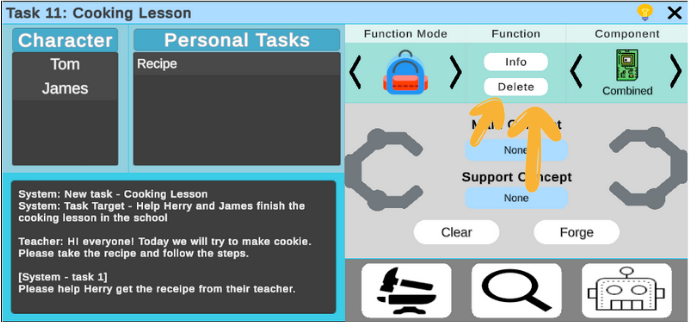 Task 11: Cooking Lesson
Character
Personal Tasks
Tom
James
Recipe
System: New task - Cooking Lesson
System: Task Target - Help Herry and James finish the
cooking lesson in the school
Teacher: Hi everyone! Today we will try to make cookie.
Please take the recipe and follow the steps.
[System - task 1]
Please help Herry get the receipe from their teacher.
Function Mode
Function
Component
Info
Delete
Combined
None
Support Concept
None
Clear
Forge